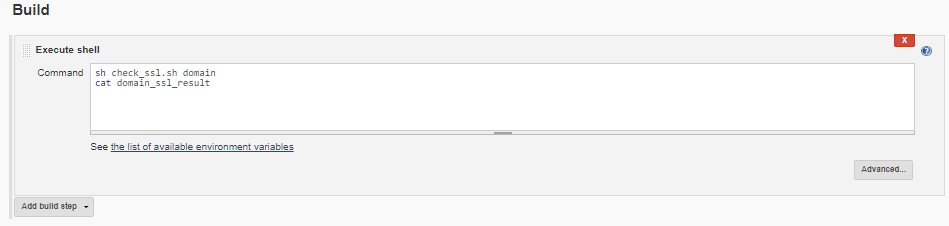 Build
X
Execute shell
?
Command
sh check_ssl.sh domain
cat domain_ssl_result
See the list of available environment variables
Advanced...
Add build step